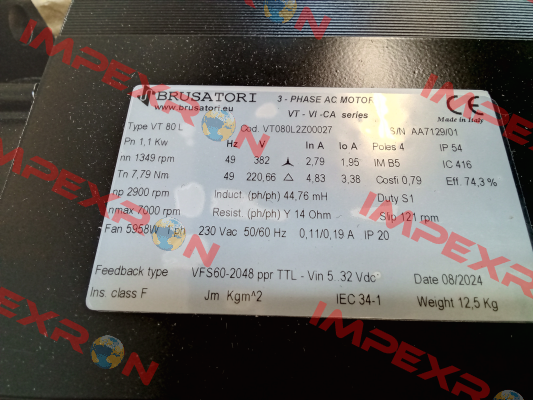 BRUSATORI 3 - PHASE AC MOTOR CE
www.brusatori.eu VT - VI -CA series Made in Italy
Type VT 80 L Cod. VT080L2Z00027 S/N AA7129/01
Pn 1,1 Kw Hz V In A Io A Poles 4 IP 54
nn 1349 rpm 49 382 2,79 1,95 IM B5 IC 416
Tn 7,79 Nm 49 220,66 4,83 3,38 Cosfi 0,79 Eff. 74,3 %
np 2900 rpm Induct. (ph/ph) 44,76 mH Duty S1
nmax 7000 rpm Resist. (ph/ph) Y 14 Ohm Slip 121 rpm
Fan 5958W 1 ph 230 Vac 50/60 Hz 0,11/0,19 A IP 20
Feedback type VFS60-2048 ppr TTL - Vin 5..32 Vdc Date 08/2024
Ins. class F Jm Kgm^2 IEC 34-1 Weight 12,5 Kg
IMPEXRON
IMPEXRON
IMPEXRON
IMPEXRON